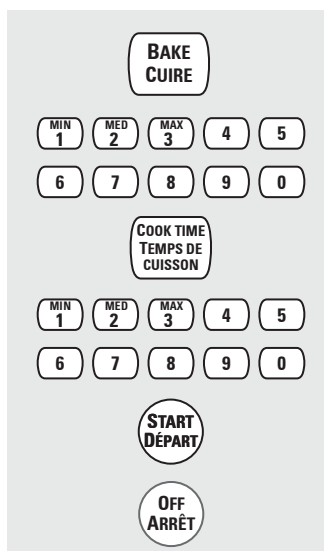 BAKE
CUIRE
MIN MED MAX
1 2 3 4 5
6 7 8 9 0
COOK TIME
TEMPS DE
CUISSON
MIN MED MAX
1 2 3 4 5
6 7 8 9 0
START
DÉPART
OFF
ARRÊT